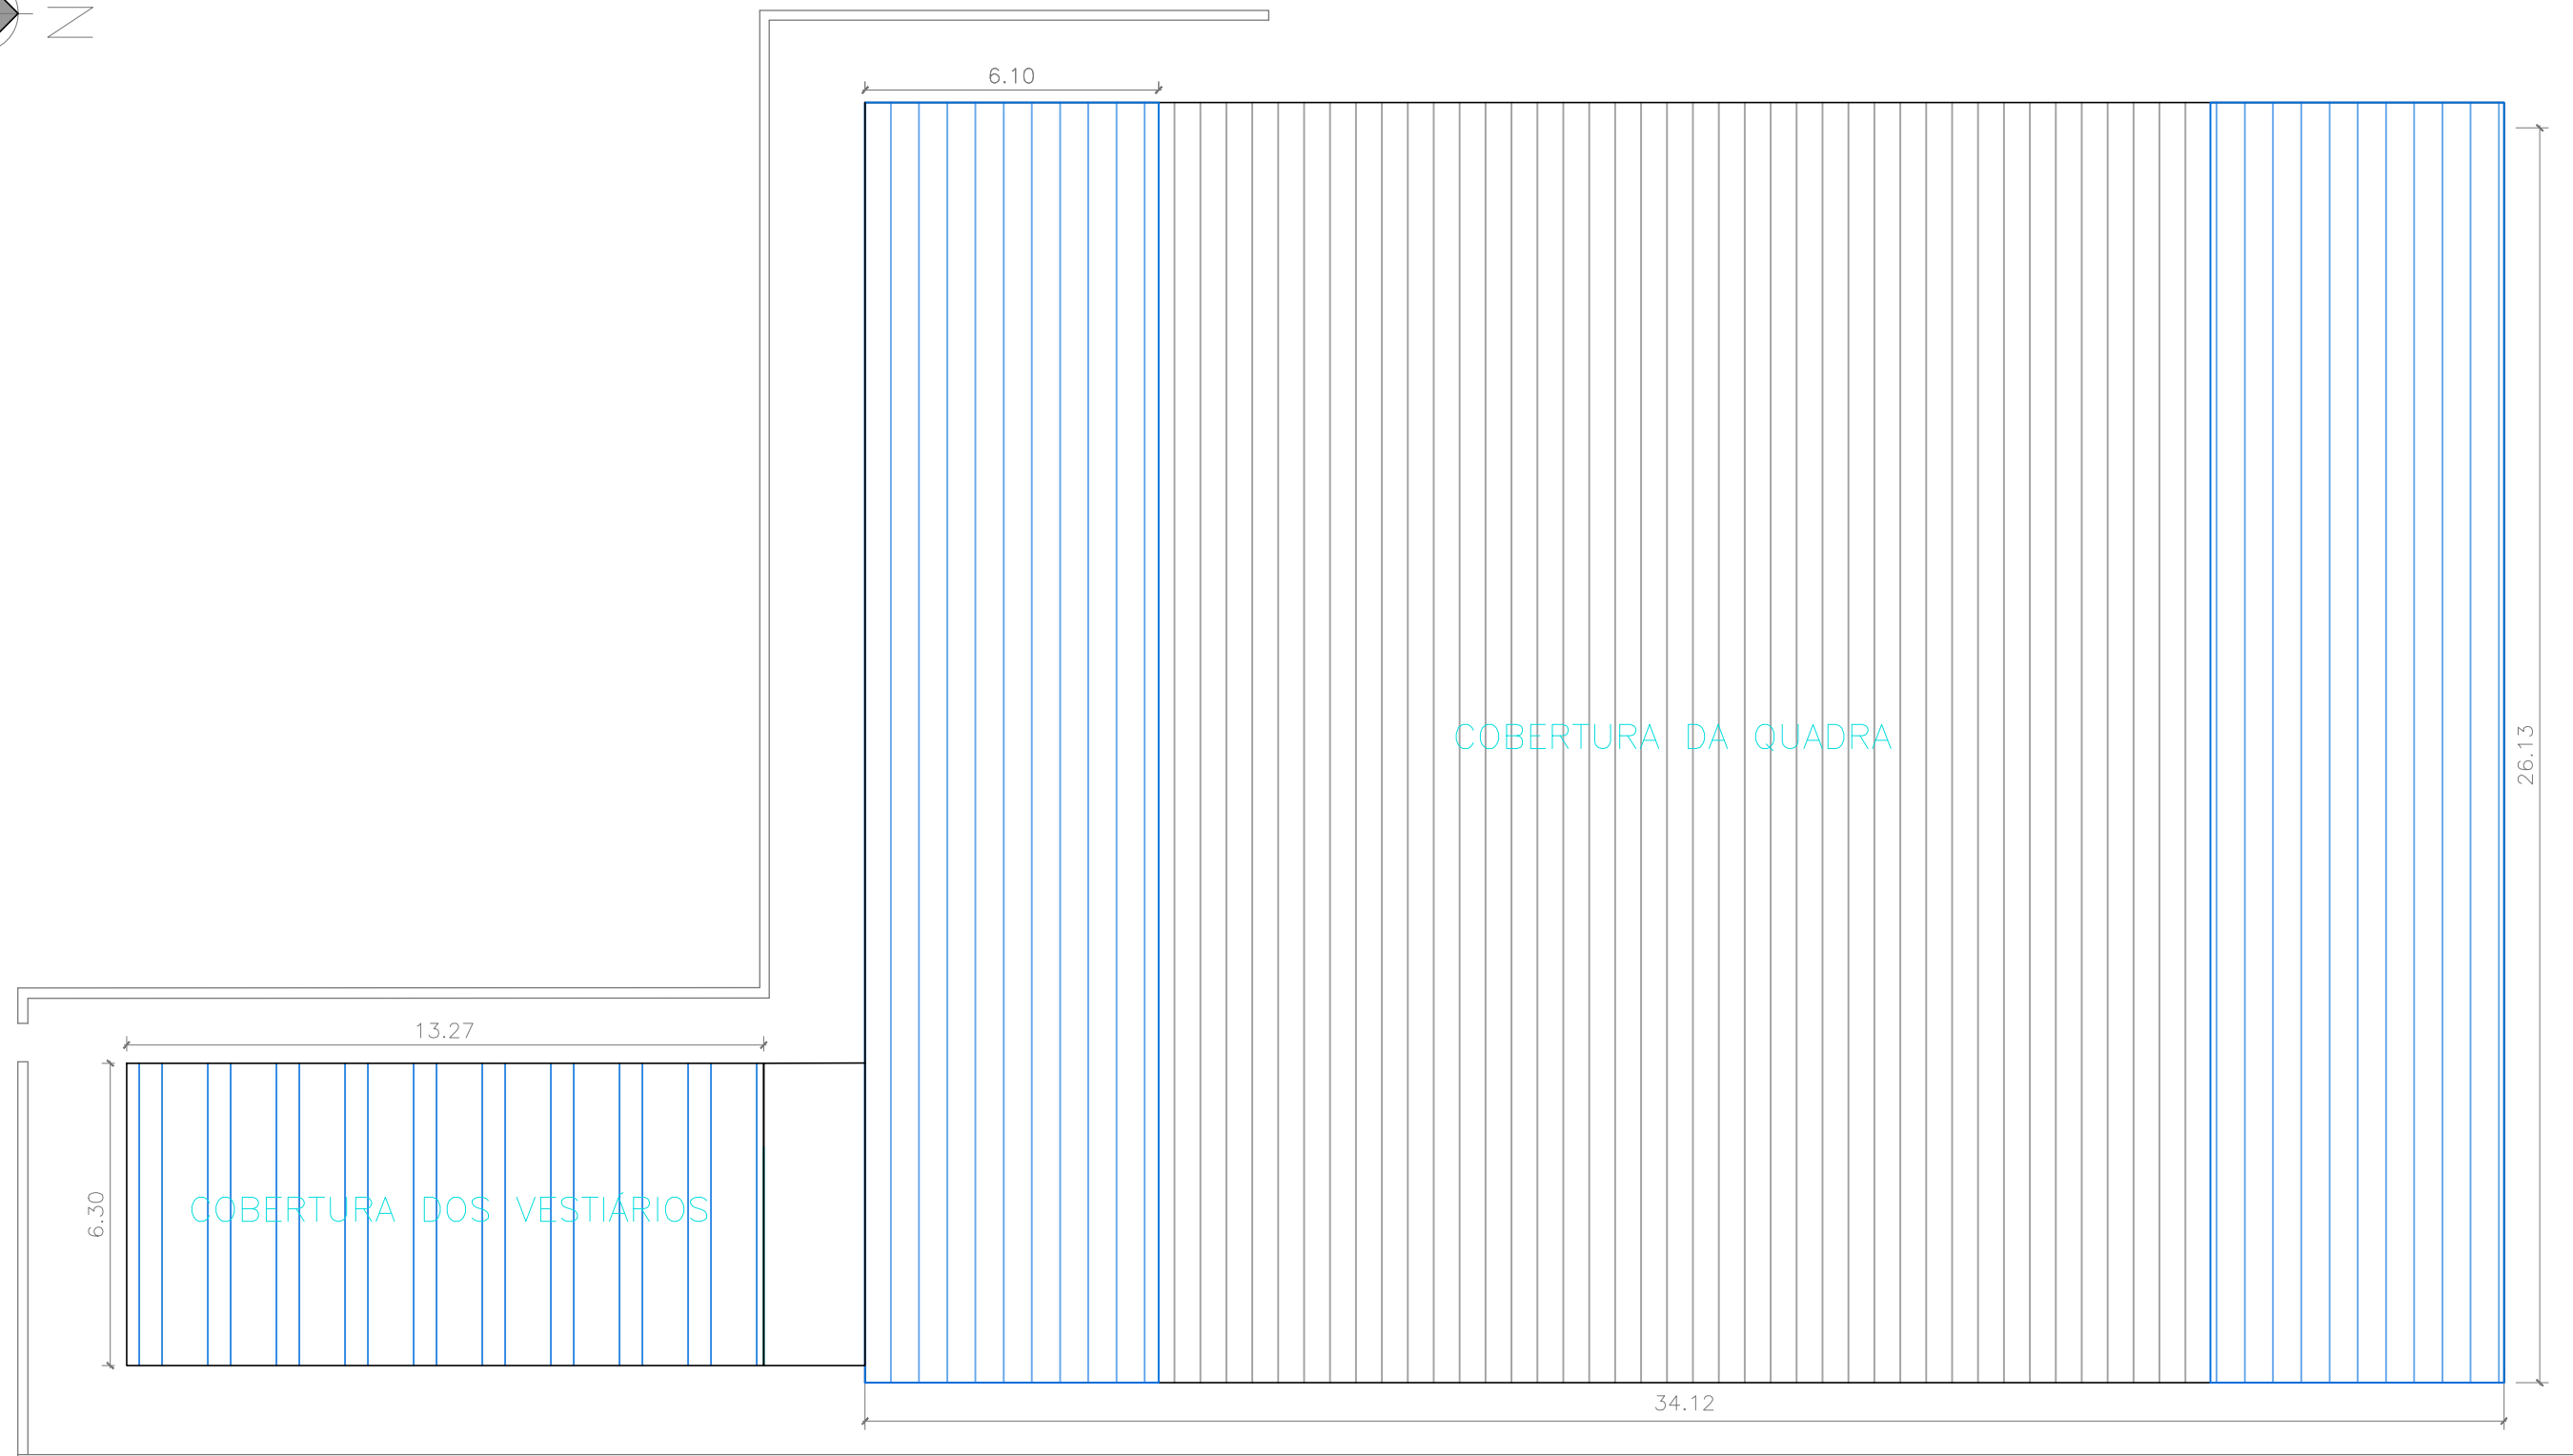 N
6.10
COBERTURA DA QUADRA
26.13
13.27
6.30
COBERTURA DOS VESTIÁRIOS
34.12